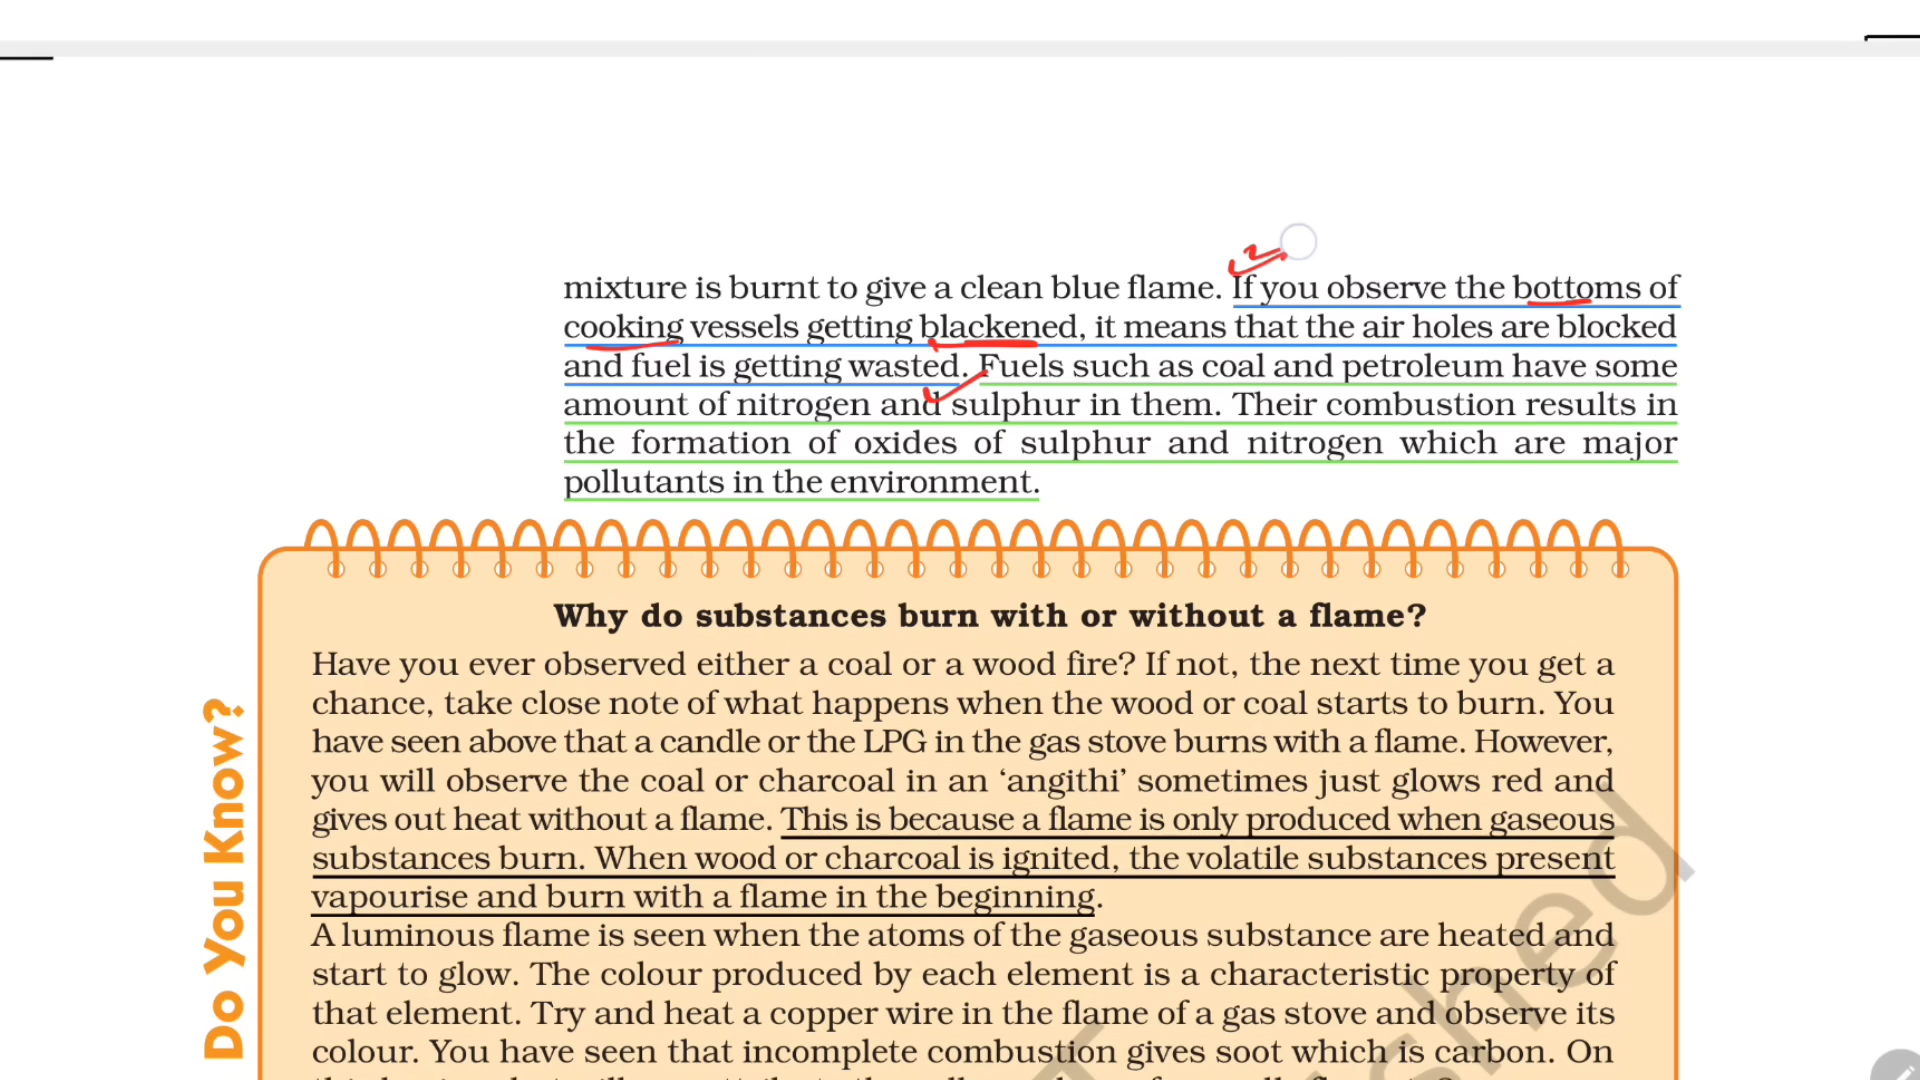 mixture is burnt to give a clean blue flame. If you observe the bottoms of
cooking vessels getting blackened, it means that the air holes are blocked
and fuel is getting wasted. Fuels such as coal and petroleum have some
amount of nitrogen and sulphur in them. Their combustion results in
the formation of oxides of sulphur and nitrogen which are major
pollutants in the environment.
Do You Know?
Why do substances burn with or without a flame?
Have you ever observed either a coal or a wood fire? If not, the next time you get a
chance, take close note of what happens when the wood or coal starts to burn. You
have seen above that a candle or the LPG in the gas stove burns with a flame. However,
you will observe the coal or charcoal in an ‘angithi’ sometimes just glows red and
gives out heat without a flame. This is because a flame is only produced when gaseous
substances burn. When wood or charcoal is ignited, the volatile substances present
vapourise and burn with a flame in the beginning.
A luminous flame is seen when the atoms of the gaseous substance are heated and
start to glow. The colour produced by each element is a characteristic property of
that element. Try and heat a copper wire in the flame of a gas stove and observe its
colour. You have seen that incomplete combustion gives soot which is carbon. On